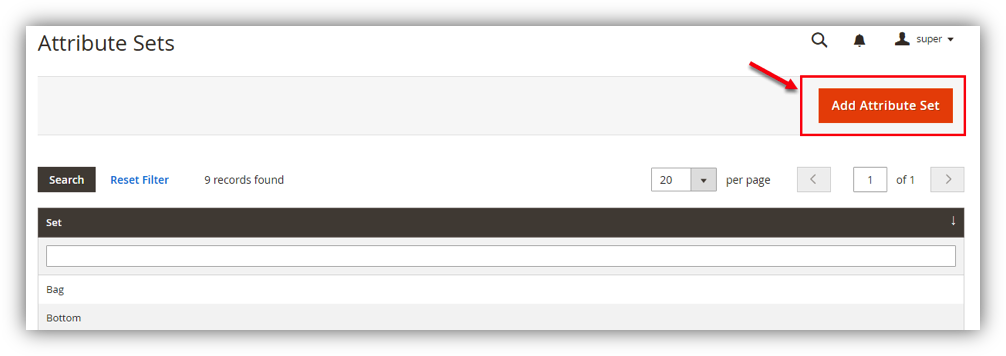 Attribute Sets
super
Add Attribute Set
Search Reset Filter 9 records found 20 per page 1 of 1
Set
Bag
Bottom